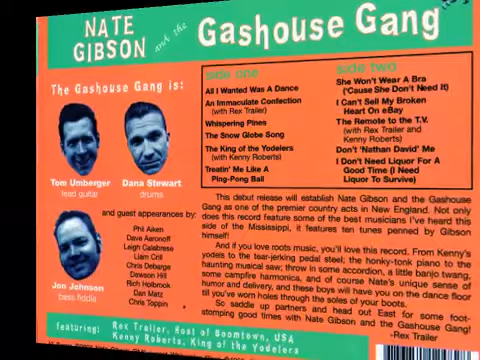 NATE GIBSON and the Gashouse Gang
The Gashouse Gang is:
Tom Umberger
lead guitar
Dana Stewart
drums
Jon Johnson
bass fiddle
and guest appearances by:
Phil Aiken
Dave Aaronoff
Leigh Calabrese
Liam Crill
Chris Debarge
Dawson Hill
Rich Holbrook
Dan Matz
Chris Toppin
side one
All I Wanted Was A Dance
An Immaculate Confection
(with Rex Trailer)
Whispering Pines
The Snow Globe Song
The King of the Yodelers
(with Kenny Roberts)
Treatin' Me Like A
Ping-Pong Ball
side two
She Won't Wear A Bra
('Cause She Don't Need It)
I Can't Sell My Broken
Heart On eBay
The Remote to the T.V.
(with Rex Trailer and
Kenny Roberts)
Don't 'Nathan David' Me
I Don't Need Liquor For A
Good Time (I Need
Liquor To Survive)
This debut release will establish Nate Gibson and the Gashouse
Gang as one of the premier country acts in New England. Not only
does this record feature some of the best musicians I've heard this
side of the Mississippi, it features ten tunes penned by Gibson
himself!
And if you love roots music, you'll love this record. From Kenny's
yodels to the tear-jerking pedal steel; the honky-tonk piano to the
haunting musical saw; throw in some accordion, a little banjo twang,
some campfire harmonica, and of course Nate's unique sense of
humor and delivery, and these boys will have you on the dance floor
till you've worn holes through the soles of your boots.
So saddle up partners and head out East for some foot-
stomping good times with Nate Gibson and the Gashouse Gang!
-Rex Trailer
featuring: Rex Trailer, Host of Boomtown, USA
Kenny Roberts, King of the Yodelers